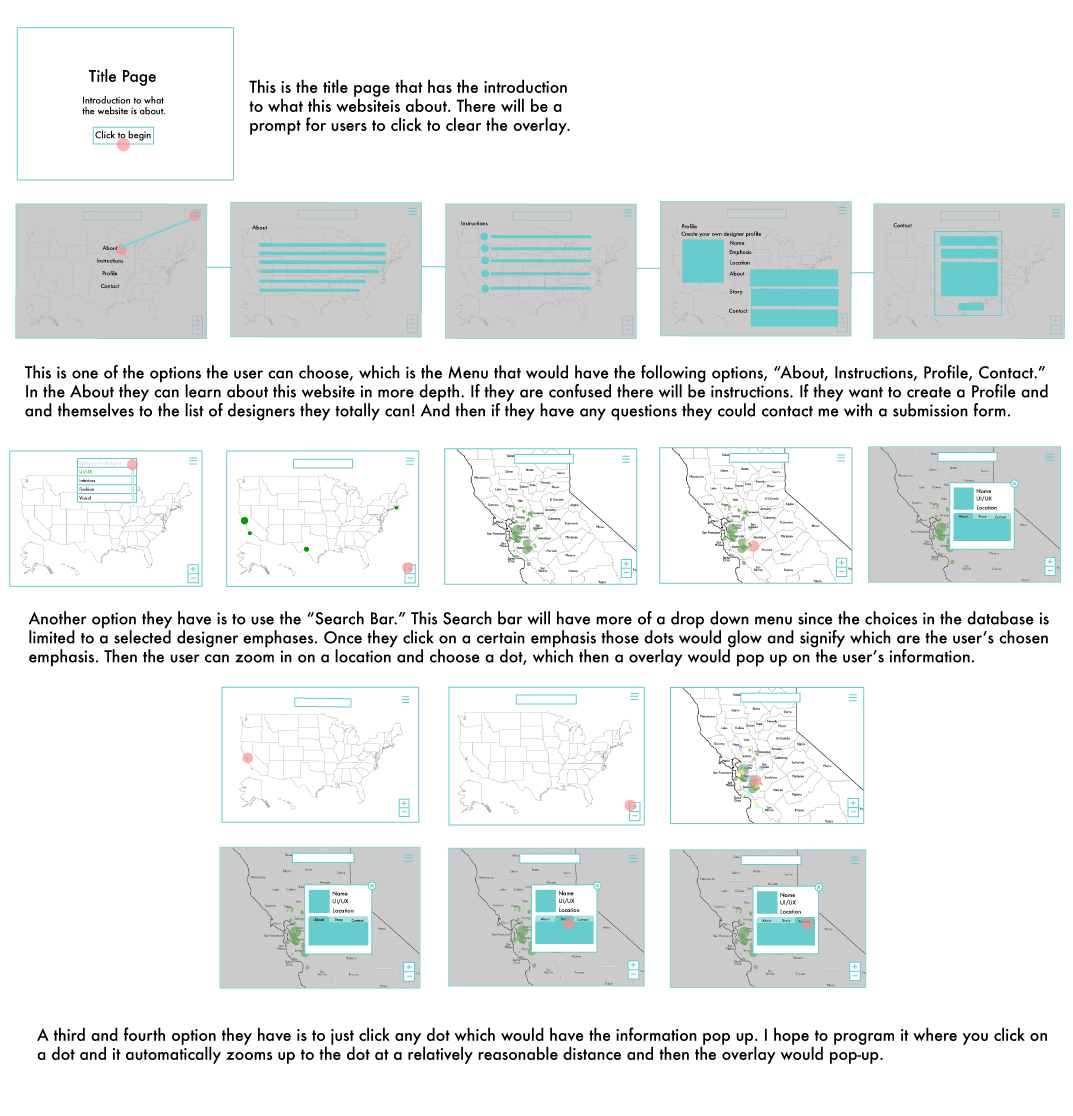 Title Page
Introduction to what
the website is about.
Click to begin
This is the title page that has the introduction
to what this websiteis about. There will be a
prompt for users to click to clear the overlay.
About
Instructions
Profile
Contact
About
Instructions
Profile
Create your own designer profile
Name
Emphasis
Location
About
Story
Contact
Contact
This is one of the options the user can choose, which is the Menu that would have the following options, “About, Instructions, Profile, Contact.”
In the About they can learn about this website in more depth. If they are confused there will be instructions. If they want to create a Profile and
and themselves to the list of designers they totally can! And then if they have any questions they could contact me with a submission form.
UI/UX
Interiors
Fashion
Visual
Name
UI/UX
Location
About Story Contact
Another option they have is to use the “Search Bar.” This Search bar will have more of a drop down menu since the choices in the database is
limited to a selected designer emphases. Once they click on a certain emphasis those dots would glow and signify which are the user’s chosen
emphasis. Then the user can zoom in on a location and choose a dot, which then a overlay would pop up on the user’s information.
Name
UI/UX
Location
About Story Contact
Name
UI/UX
Location
About Contact
Name
UI/UX
Location
About Story
A third and fourth option they have is to just click any dot which would have the information pop up. I hope to program it where you click on
a dot and it automatically zooms up to the dot at a relatively reasonable distance and then the overlay would pop-up.